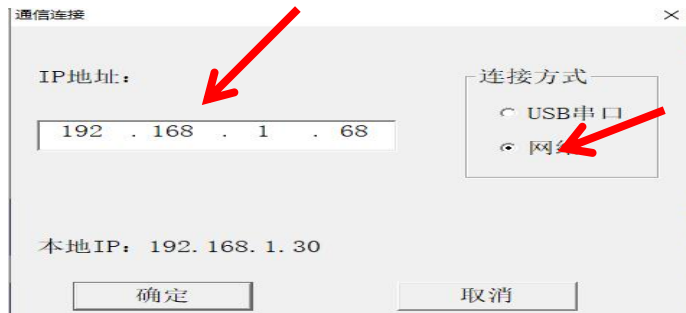 通信连接
IP地址：
192 . 168 . 1 . 68
连接方式
USB串口
网
本地IP：192.168.1.30
确定
取消